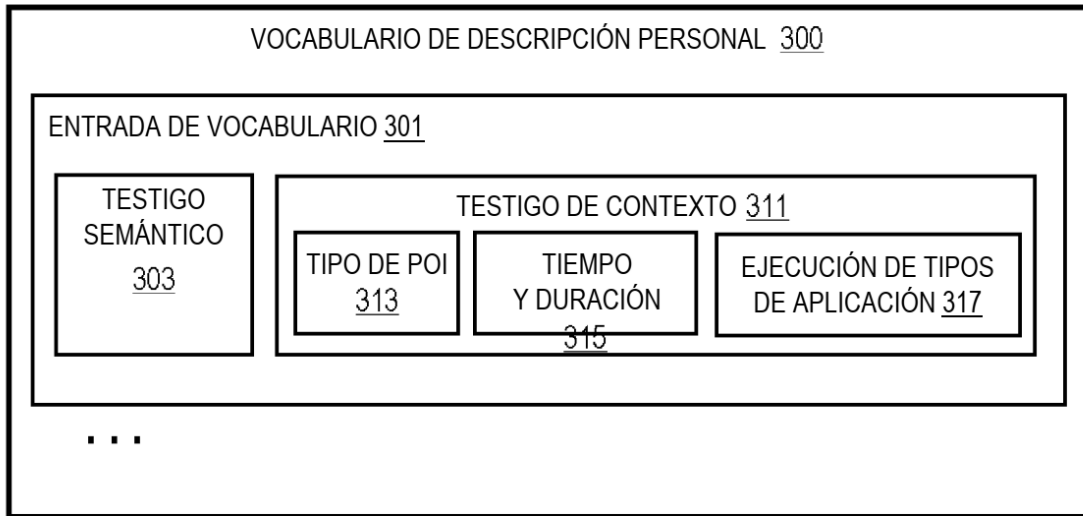 VOCABULARIO DE DESCRIPCIÓN PERSONAL 300
ENTRADA DE VOCABULARIO 301
TESTIGO
SEMÁNTICO
303
TESTIGO DE CONTEXTO 311
TIPO DE POI
313
TIEMPO
Y DURACIÓN
315
EJECUCIÓN DE TIPOS
DE APLICACIÓN 317
...